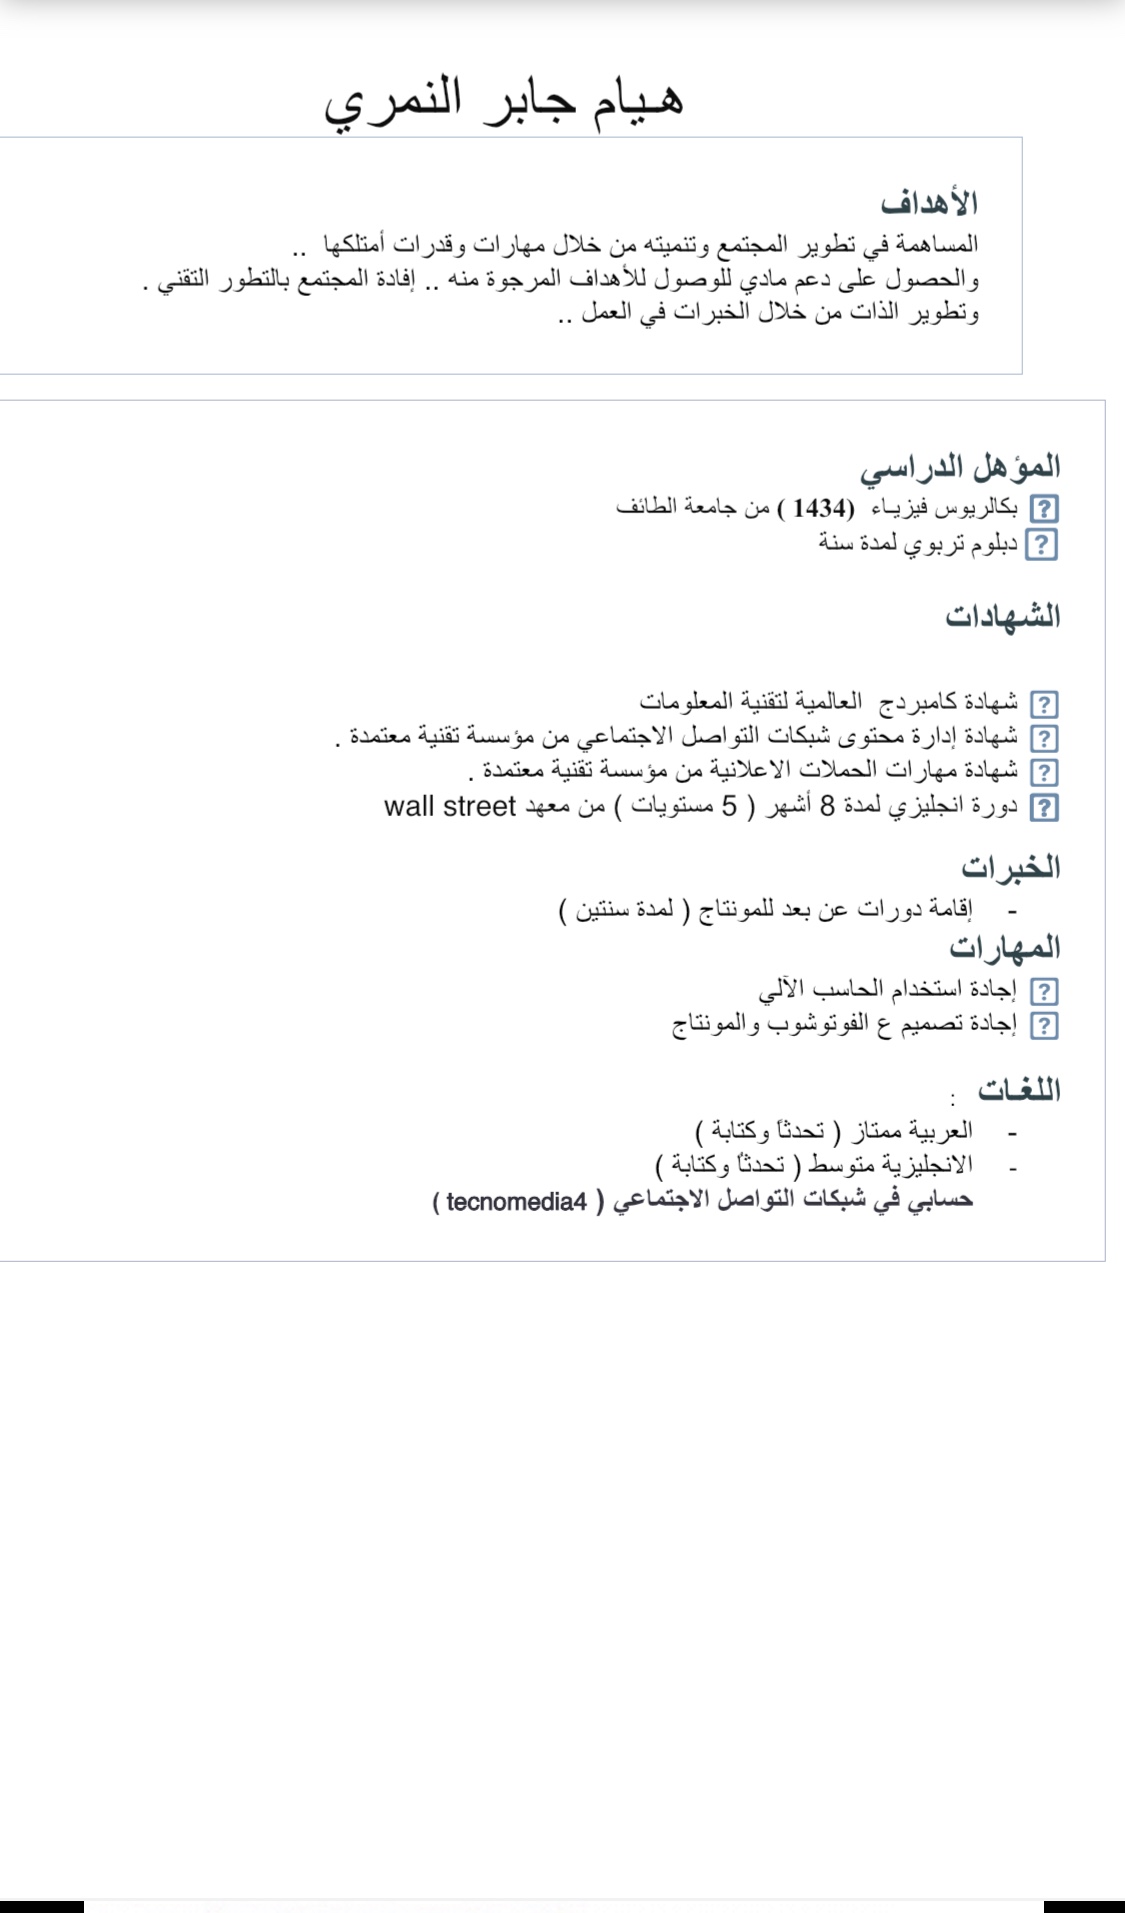 هيام جابر النمري
الأهداف
المساهمة في تطوير المجتمع وتنميته من خلال مهارات وقدرات أمتلكها ..
والحصول على دعم مادي للوصول للأهداف المرجوة منه .. إفادة المجتمع بالتطور التقني .
وتطوير الذات من خلال الخبرات في العمل ..
المؤهل الدراسي
بكالريوس فيزياء (1434 ) من جامعة الطائف
دبلوم تربوي لمدة سنة
الشهادات
شهادة كامبردج العالمية لتقنية المعلومات
شهادة إدارة محتوى شبكات التواصل الاجتماعي من مؤسسة تقنية معتمدة .
شهادة مهارات الحملات الاعلانية من مؤسسة تقنية معتمدة .
دورة انجليزي لمدة 8 أشهر ( 5 مستويات ) من معهد wall street
الخبرات
- إقامة دورات عن بعد للمونتاج ( لمدة سنتين )
المهارات
إجادة استخدام الحاسب الآلي
إجادة تصميم ع الفوتوشوب والمونتاج
اللغات :
- العربية ممتاز ( تحدثاً وكتابة )
- الانجليزية متوسط ( تحدثاً وكتابة )
حسابي في شبكات التواصل الاجتماعي ( tecnomedia4 )